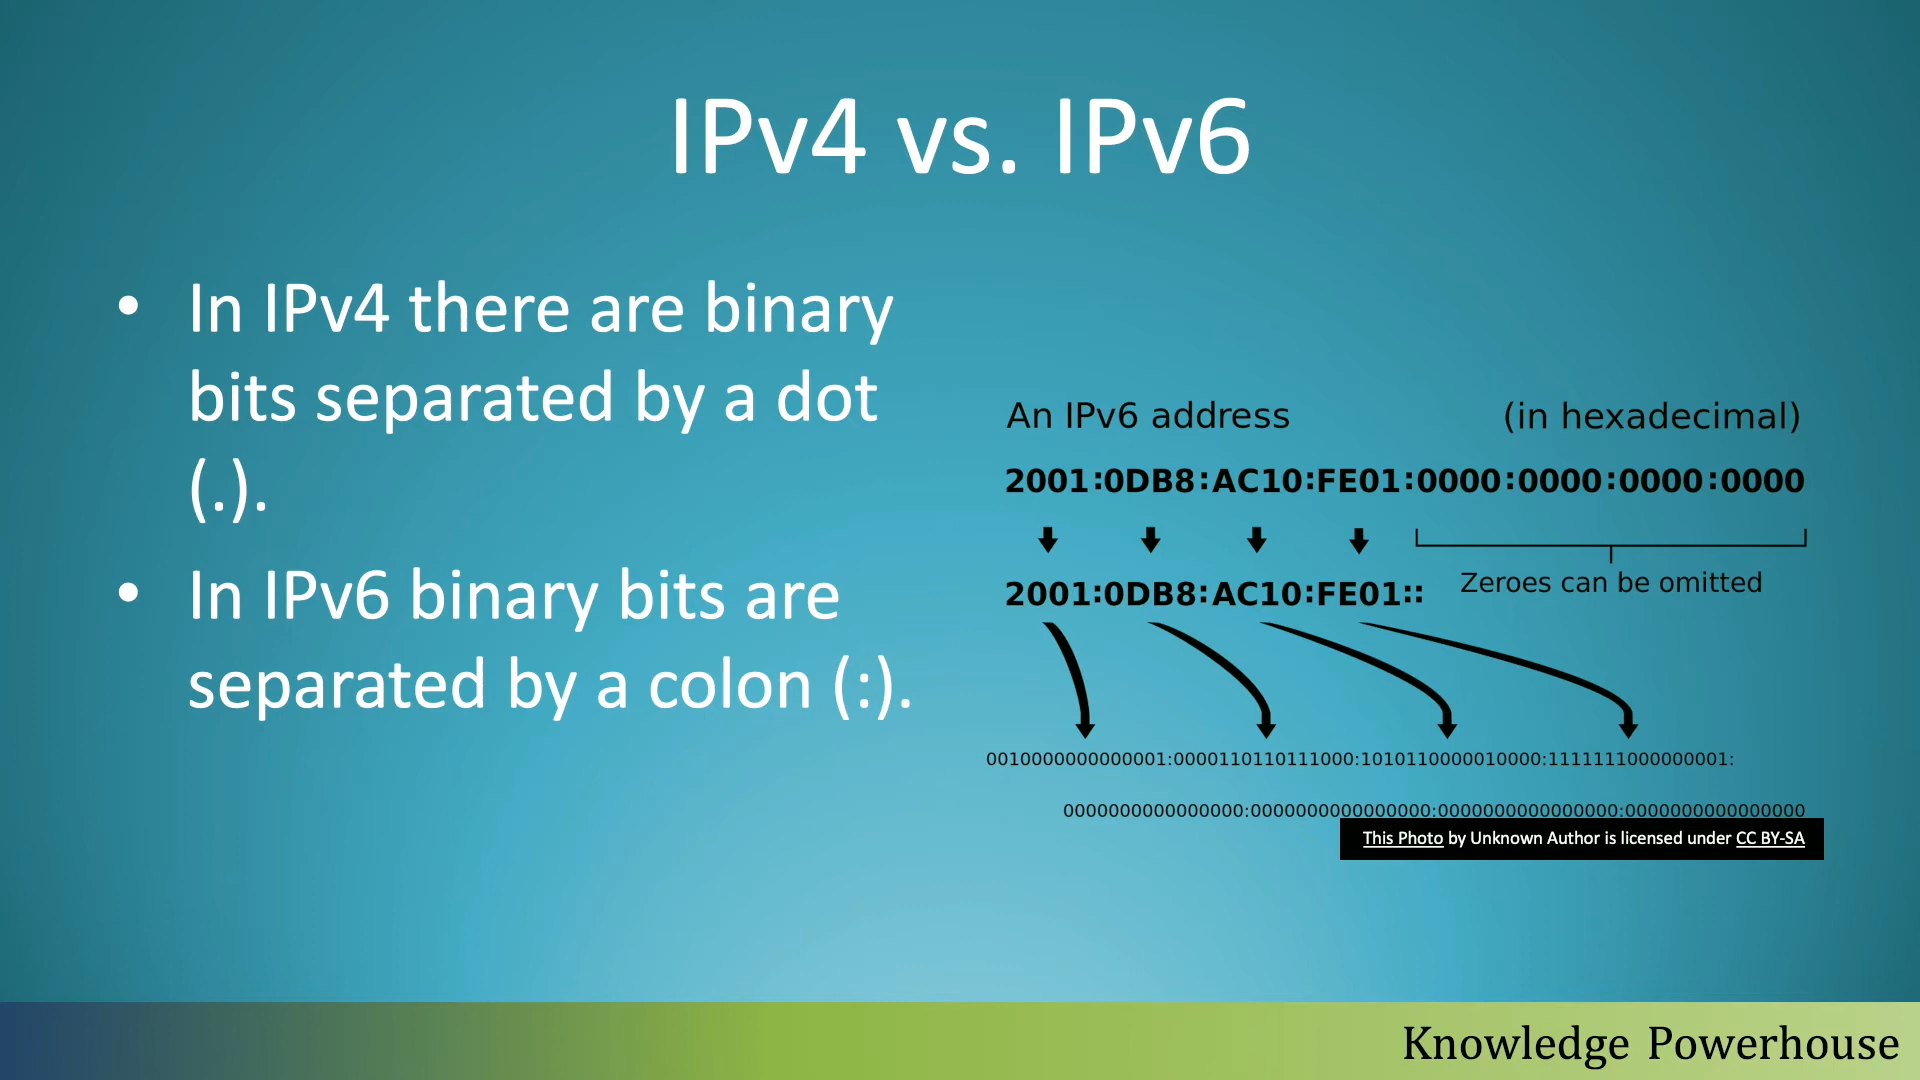 IPv4 vs. IPv6
• In IPv4 there are binary
bits separated by a dot
(.).
• In IPv6 binary bits are
separated by a colon (:).
An IPv6 address (in hexadecimal)
2001:0DB8:AC10:FE01:0000:0000:0000:0000
2001:0DB8:AC10:FE01::
Zeroes can be omitted
0010000000000001:0000110110111000:1010110000010000:1111111000000001:
0000000000000000:0000000000000000:0000000000000000:0000000000000000
This Photo by Unknown Author is licensed under CC BY-SA
Knowledge Powerhouse